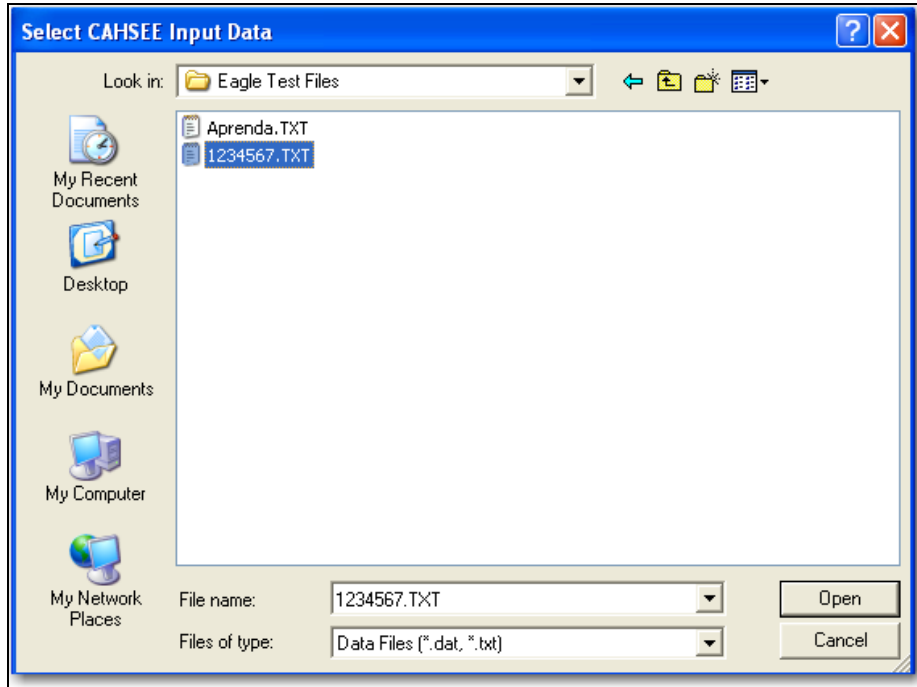 Select CAHSEE Input Data
Look in: Eagle Test Files
Aprenda.TXT
1234567.TXT
My Recent
Documents
Desktop
My Documents
My Computer
My Network
Places
File name: 1234567.TXT Open
Files of type: Data Files (*.dat, *.txt) Cancel